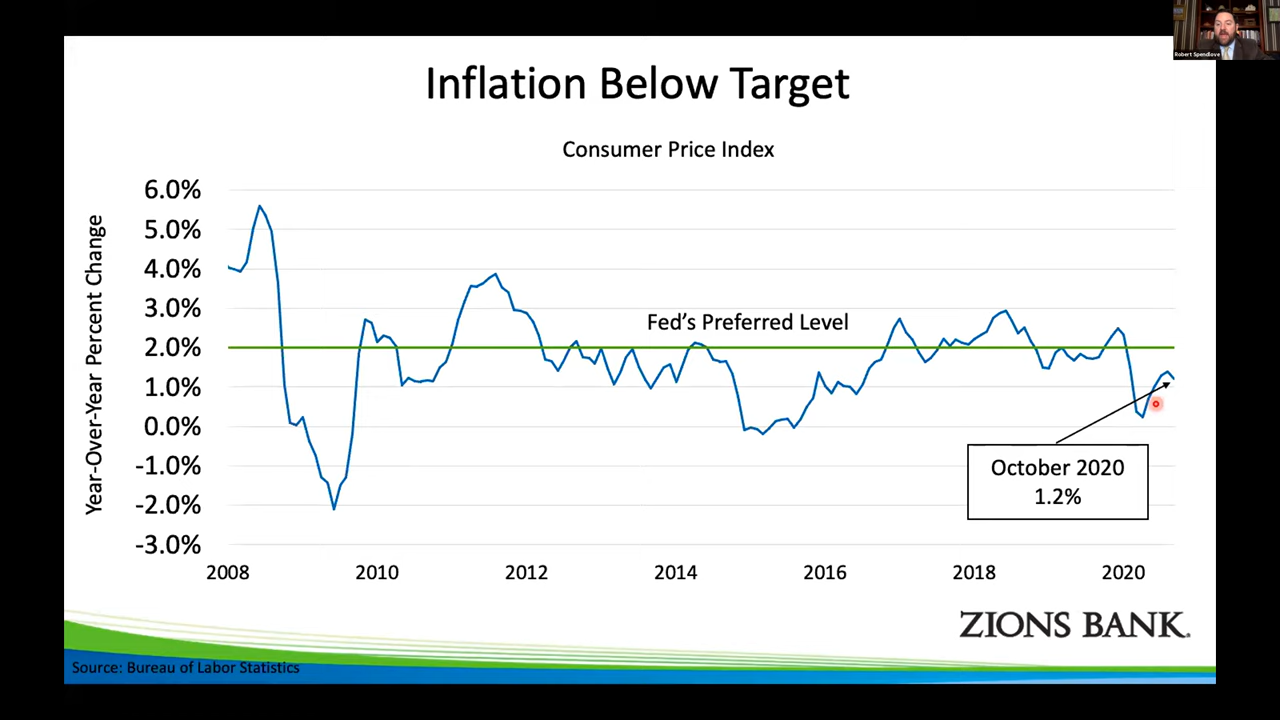 Robert Spendlove
Inflation Below Target
Consumer Price Index
Year-Over-Year Percent Change
6.0%
5.0%
4.0%
3.0%
2.0%
1.0%
0.0%
-1.0%
-2.0%
-3.0%
Fed's Preferred Level
October 2020
1.2%
2008 2010 2012 2014 2016 2018 2020
ZIONS BANK.
Source: Bureau of Labor Statistics